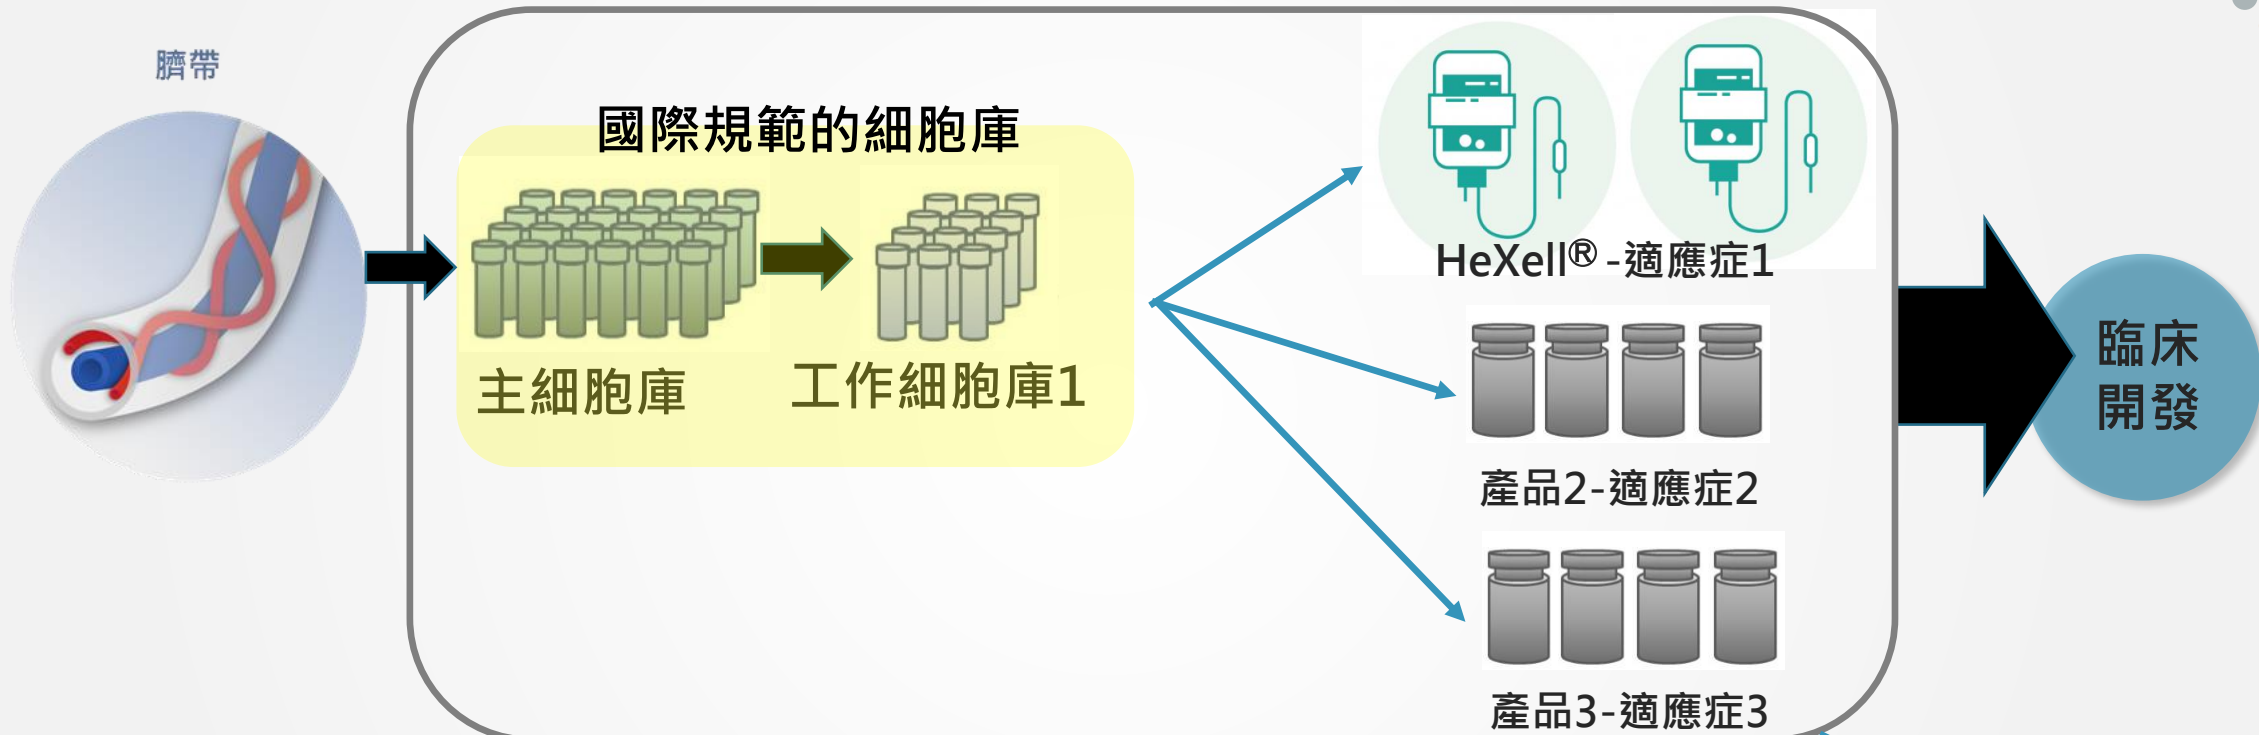 臍帶
國際規範的細胞庫
主細胞庫
工作細胞庫1
HeXell®-適應症1
產品2-適應症2
產品3-適應症3
臨床
開發